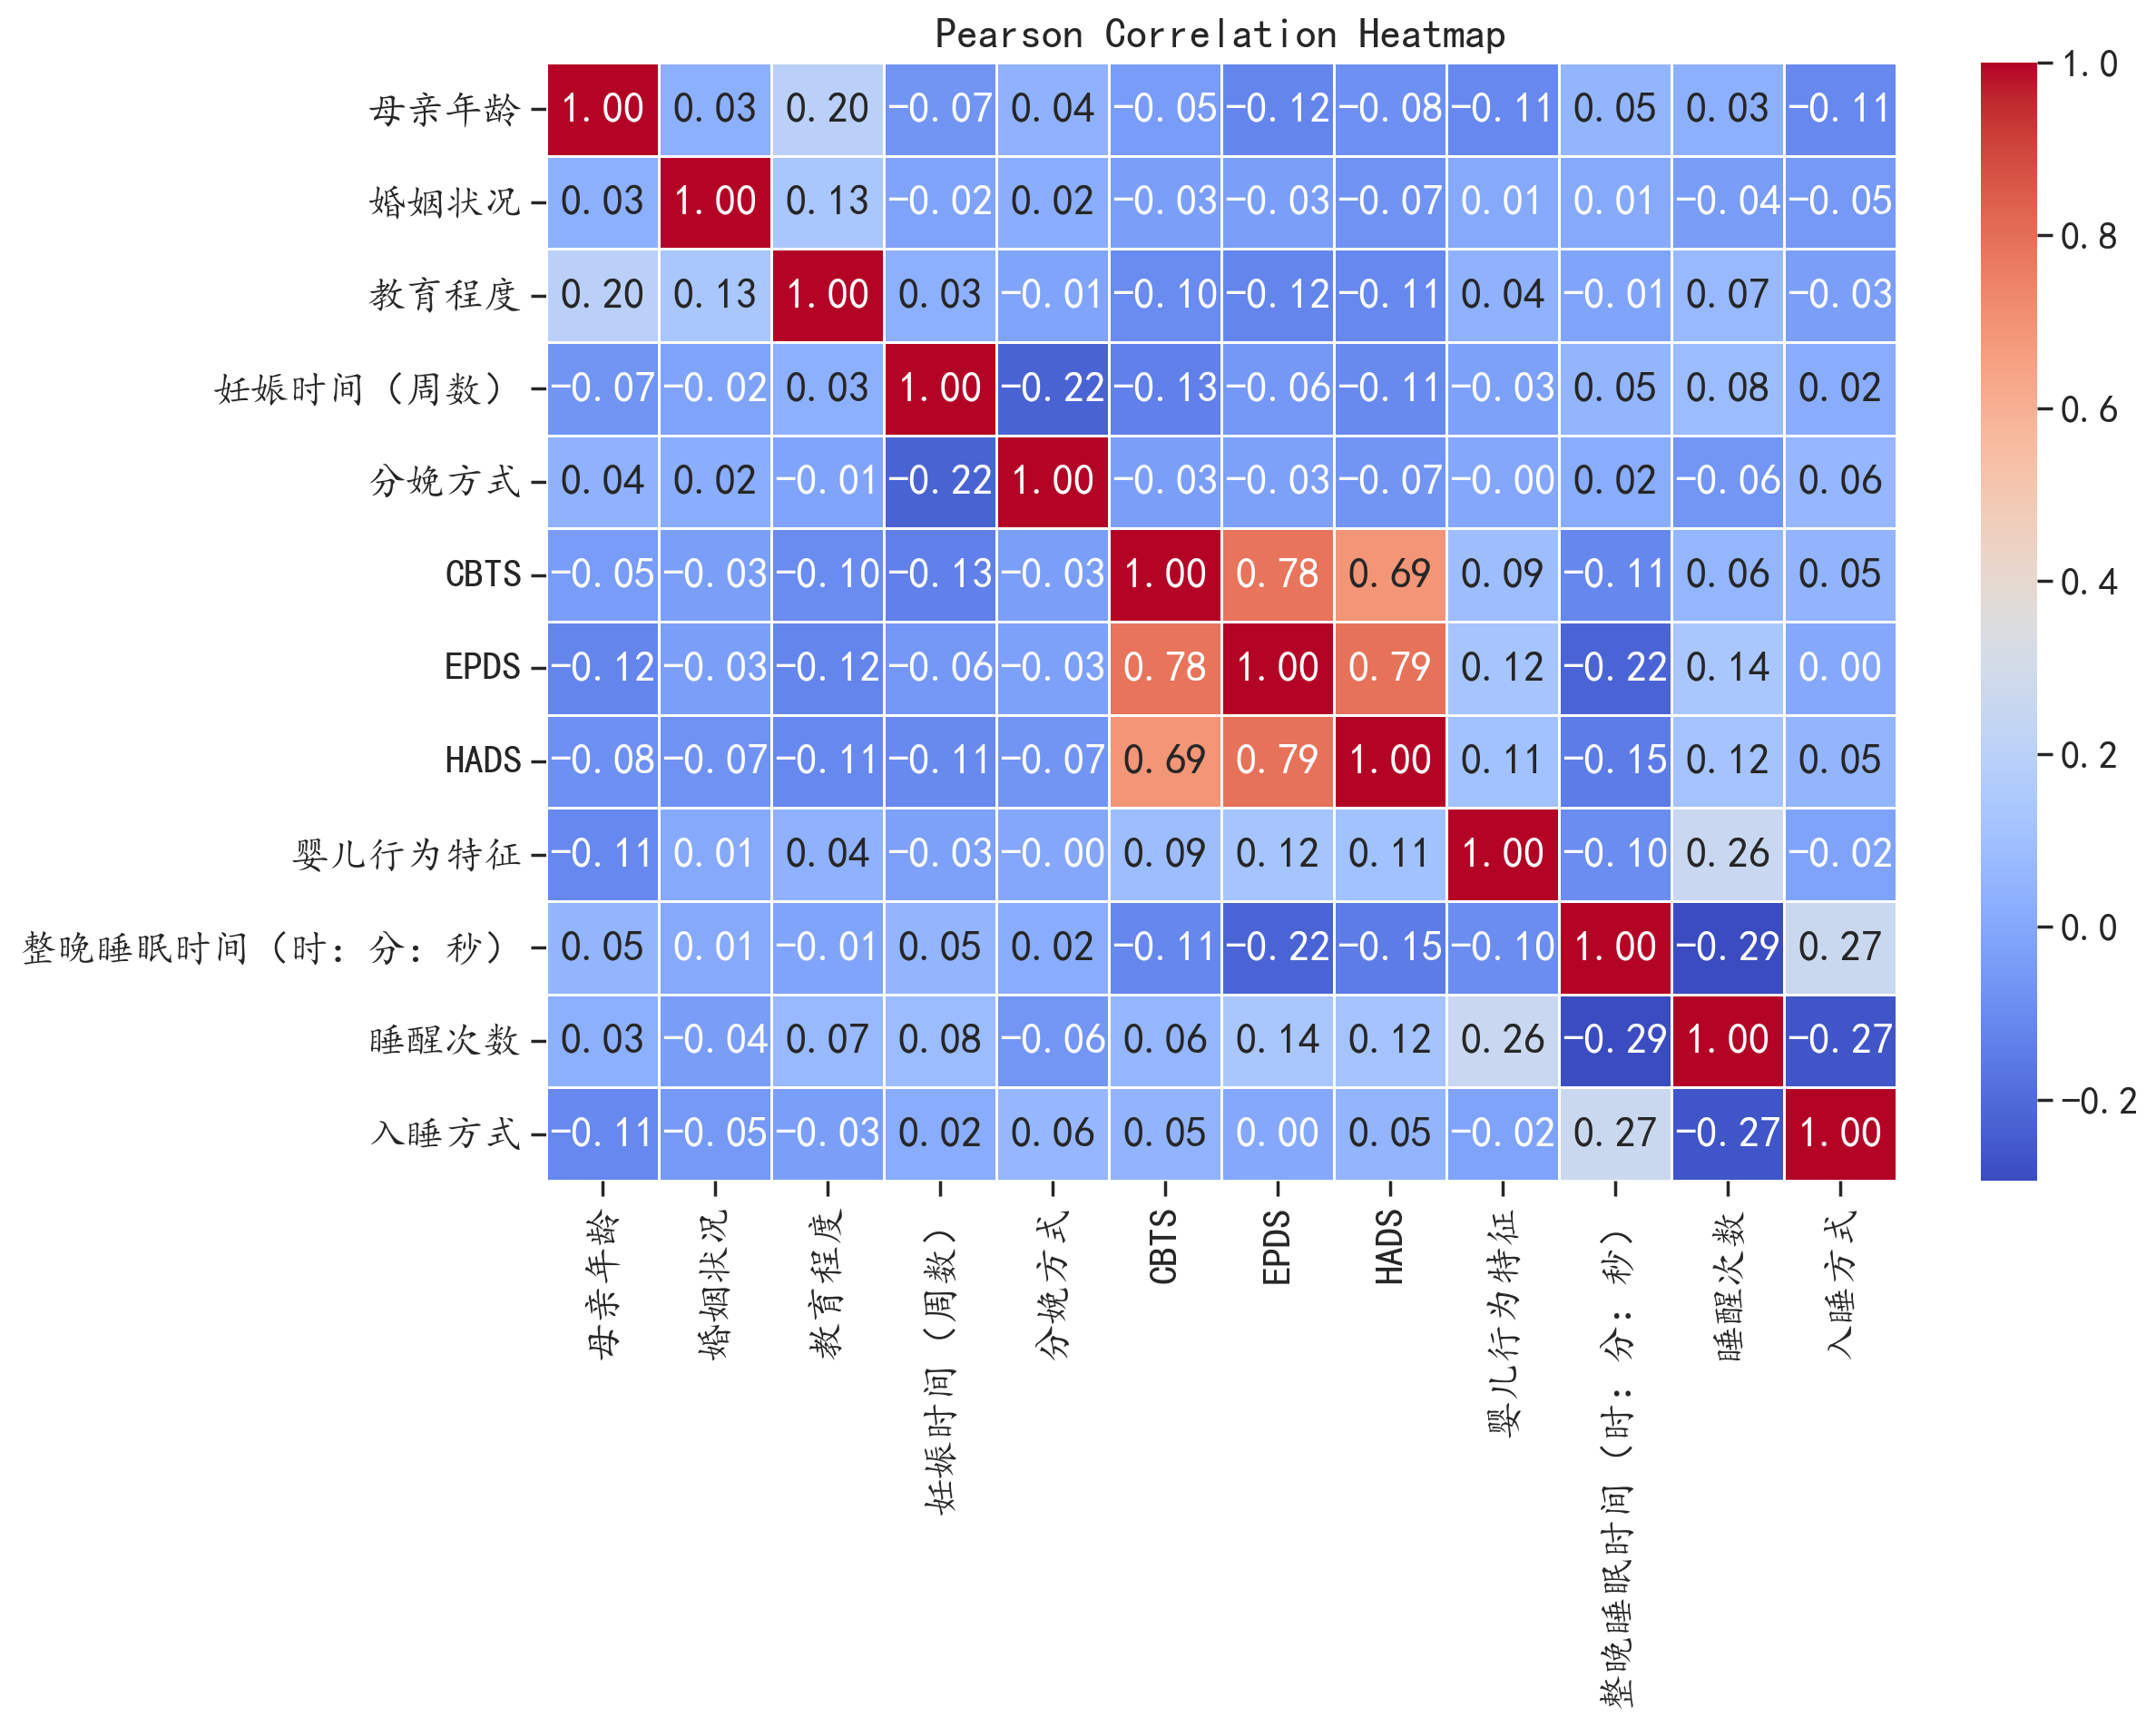 Pearson Correlation Heatmap
母亲年龄 1.00 0.03 0.20 -0.07 0.04 -0.05 -0.12 -0.08 -0.11 0.05 0.03 -0.11
婚姻状况 0.03 1.00 0.13 -0.02 0.02 -0.03 -0.03 -0.07 0.01 0.01 -0.04 -0.05
教育程度 0.20 0.13 1.00 0.03 -0.01 -0.10 -0.12 -0.11 0.04 -0.01 0.07 -0.03
妊娠时间（周数） -0.07 -0.02 0.03 1.00 -0.22 -0.13 -0.06 -0.11 -0.03 0.05 0.08 0.02
分娩方式 0.04 0.02 -0.01 -0.22 1.00 -0.03 -0.03 -0.07 -0.00 0.02 -0.06 0.06
CBTS -0.05 -0.03 -0.10 -0.13 -0.03 1.00 0.78 0.69 0.09 -0.11 0.06 0.05
EPDS -0.12 -0.03 -0.12 -0.06 -0.03 0.78 1.00 0.79 0.12 -0.22 0.14 0.00
HADS -0.08 -0.07 -0.11 -0.11 -0.07 0.69 0.79 1.00 0.11 -0.15 0.12 0.05
婴儿行为特征 -0.11 0.01 0.04 -0.03 -0.00 0.09 0.12 0.11 1.00 -0.10 0.26 -0.02
整晚睡眠时间（时：分：秒） 0.05 0.01 -0.01 0.05 0.02 -0.11 -0.22 -0.15 -0.10 1.00 -0.29 0.27
睡醒次数 0.03 -0.04 0.07 0.08 -0.06 0.06 0.14 0.12 0.26 -0.29 1.00 -0.27
入睡方式 -0.11 -0.05 -0.03 0.02 0.06 0.05 0.00 0.05 -0.02 0.27 -0.27 1.00
母亲年龄
婚姻状况
教育程度
妊娠时间（周数）
分娩方式
CBTS
EPDS
HADS
婴儿行为特征
整晚睡眠时间（时：分：秒）
睡醒次数
入睡方式
1.0
0.8
0.6
0.4
0.2
0.0
-0.2